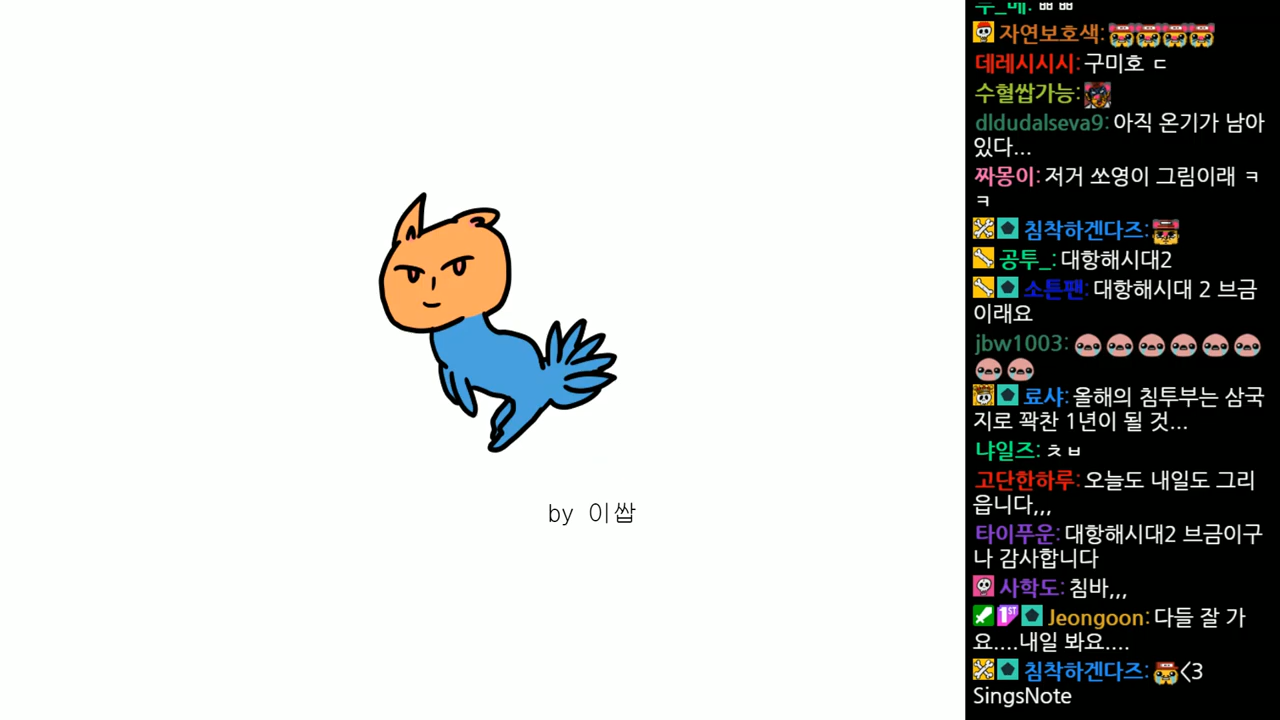 by 이쌉
투_배: ㅃㅃ
자연보호색:
데레시시시: 구미호 ㄷ
수혈쌉가능:
dldudalseva9: 아직 온기가 남아
있다...
짜몽이: 저거 쏘영이 그림이래 ㅋ
ㅋ
침착하겐다즈:
공투_: 대항해시대2
소튼팬: 대항해시대 2 브금
이래요
jbw1003:
료샤: 올해의 침투부는 삼국
지로 꽉찬 1년이 될 것...
냐일즈: ㅊㅂ
고단한하루: 오늘도 내일도 그리
읍니다,,,
타이푸운: 대항해시대2 브금이구
나 감사합니다
사학도: 침바,,,
1ST Jeongoon: 다들 잘 가
요....내일 봐요....
침착하겐다즈: <3
SingsNote